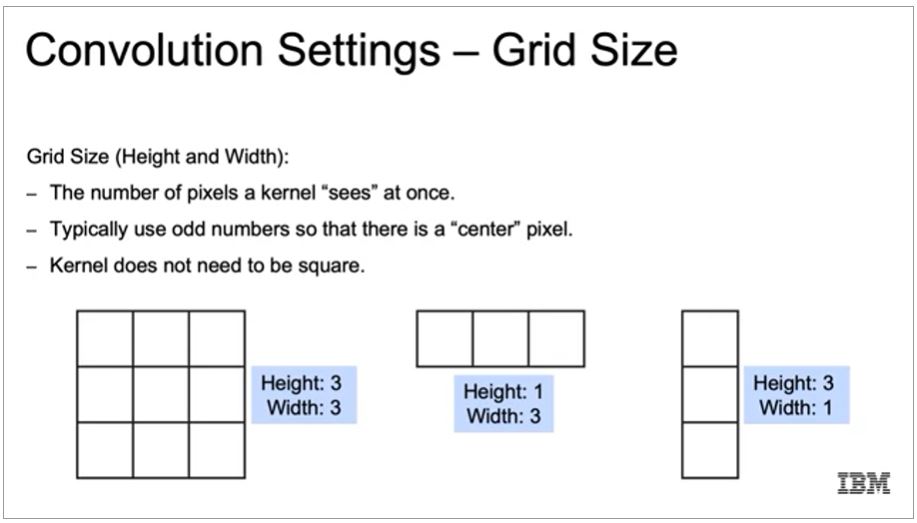 Convolution Settings – Grid Size
Grid Size (Height and Width):
– The number of pixels a kernel “sees” at once.
– Typically use odd numbers so that there is a “center” pixel.
– Kernel does not need to be square.
Height: 3
Width: 3
Height: 1
Width: 3
Height: 3
Width: 1
IBM